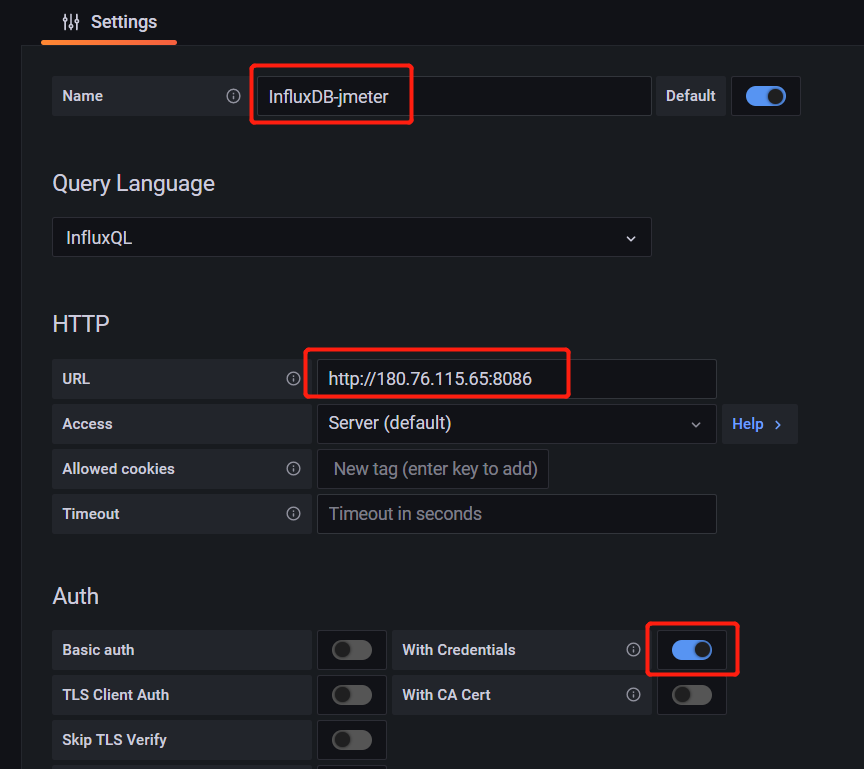 Settings
Name InfluxDB-jmeter Default
Query Language
InfluxQL
HTTP
URL http://180.76.115.65:8086
Access Server (default) Help
Allowed cookies New tag (enter key to add)
Timeout Timeout in seconds
Auth
Basic auth With Credentials
TLS Client Auth With CA Cert
Skip TLS Verify